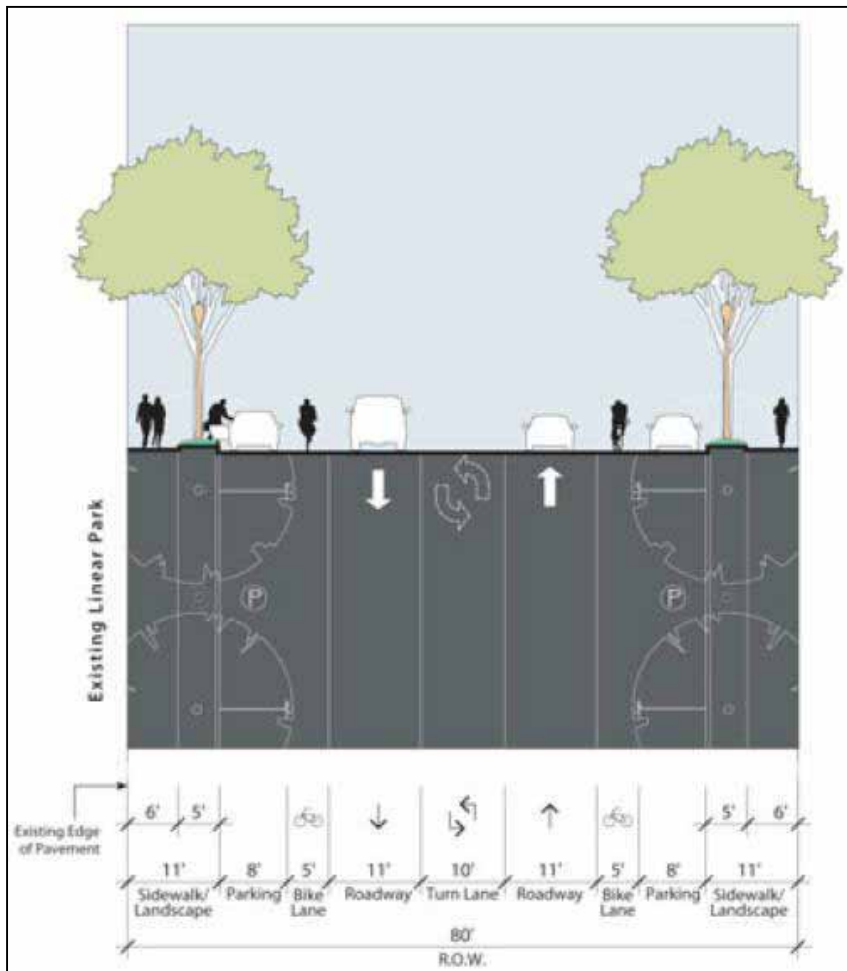 Existing Linear Park
P P
Existing Edge
of Pavement
6' 5' 5' 6'
11' 8' 5' 11' 10' 11' 5' 8' 11'
Sidewalk/ Parking Bike Roadway Turn Lane Roadway Bike Parking Sidewalk/
Landscape Lane Lane Landscape
80'
R.O.W.